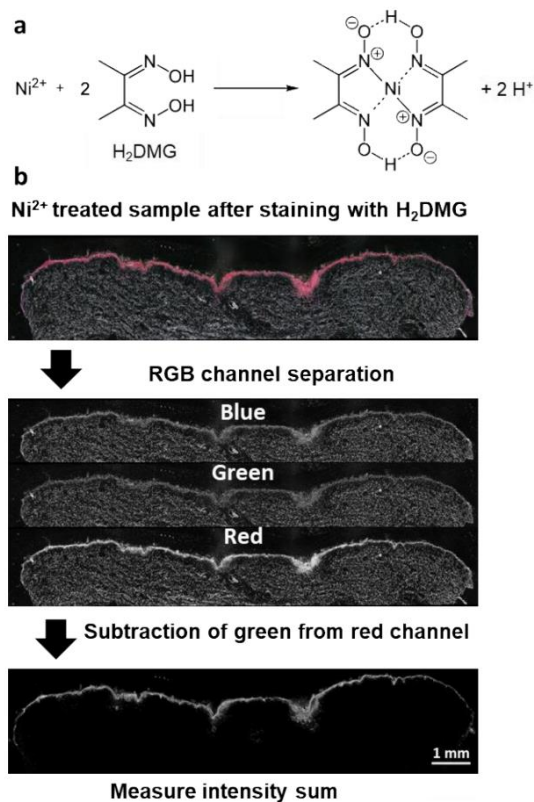 a
Ni²⁺ + 2
N OH
N OH
H₂DMG
⊖ O H O
N⊕ N
Ni
N N⊕
O H O ⊖
+ 2 H⁺
b
Ni²⁺ treated sample after staining with H₂DMG
RGB channel separation
Blue
Green
Red
Subtraction of green from red channel
1 mm
Measure intensity sum